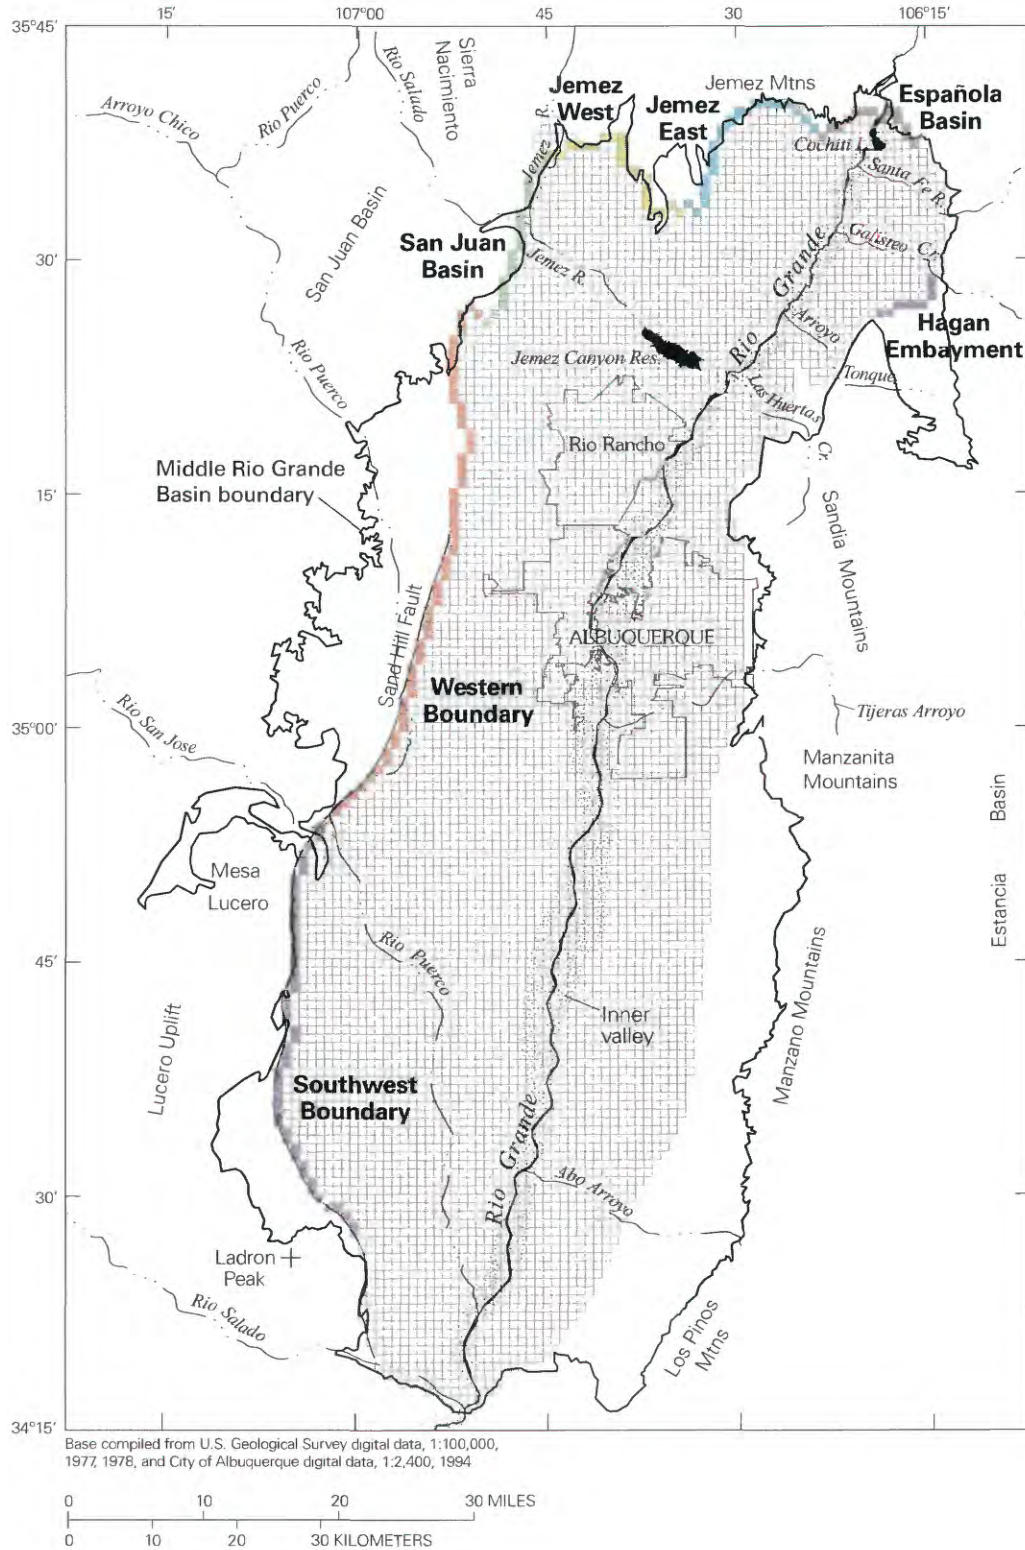 35°45'
15'
107°00'
45
30
106°15'
Rio Salado
Sierra
Nacimiento
Rio Puerco
Arroyo Chico
Jemez
West
Jemez
East
Jemez Mtns
Española
Basin
Jemez R.
Cochiti L.
Santa Fe R.
San Juan Basin
San Juan
Basin
30'
Jemez R.
Rio Grande
Galisteo Cr.
Hagan
Embayment
Arroyo
Tonque
Jemez Canyon Res.
Las Huertas
Cr.
Rio Puerco
Rio Rancho
Middle Rio Grande
Basin boundary
15'
Sandia Mountains
Sand Hill Fault
ALBUQUERQUE
Western
Boundary
Rio San Jose
35°00'
Tijeras Arroyo
Manzanita
Mountains
Estancia Basin
Mesa
Lucero
Rio Puerco
45'
Inner
valley
Manzano Mountains
Lucero Uplift
Southwest
Boundary
Rio Grande
30'
Abo Arroyo
Ladron
Peak
Rio Salado
Los Pinos
Mtns
34°15'
Base compiled from U.S. Geological Survey digital data, 1:100,000,
1977, 1978, and City of Albuquerque digital data, 1:2,400, 1994
0 10 20 30 MILES
0 10 20 30 KILOMETERS